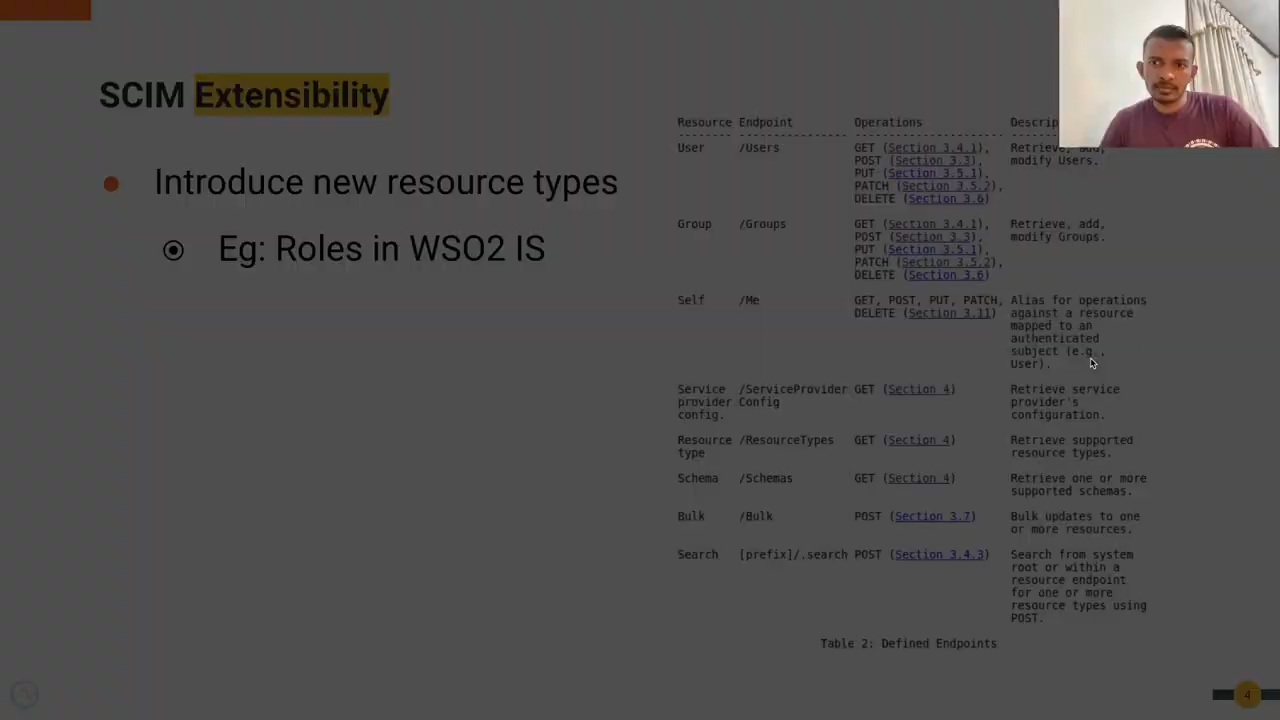 SCIM Extensibility
Introduce new resource types
Eg: Roles in WSO2 IS
Resource Endpoint Operations
User /Users GET (Section 3.4.1), Retrieve, add,
POST (Section 3.3), modify Users.
PUT (Section 3.5.1),
PATCH (Section 3.5.2),
DELETE (Section 3.6)
Group /Groups GET (Section 3.4.1), Retrieve, add,
POST (Section 3.3), modify Groups.
PUT (Section 3.5.1),
PATCH (Section 3.5.2),
DELETE (Section 3.6)
Self /Me GET, POST, PUT, PATCH, Alias for operations
DELETE (Section 3.11) against a resource
mapped to an
authenticated
subject (e.g.,
User).
Service /ServiceProvider GET (Section 4) Retrieve service
provider Config provider's
config. configuration.
Resource /ResourceTypes GET (Section 4) Retrieve supported
type resource types.
Schema /Schemas GET (Section 4) Retrieve one or more
supported schemas.
Bulk /Bulk POST (Section 3.7) Bulk updates to one
or more resources.
Search [prefix]/.search POST (Section 3.4.3) Search from system
root or within a
resource endpoint
for one or more
resource types using
POST.
Table 2: Defined Endpoints
4